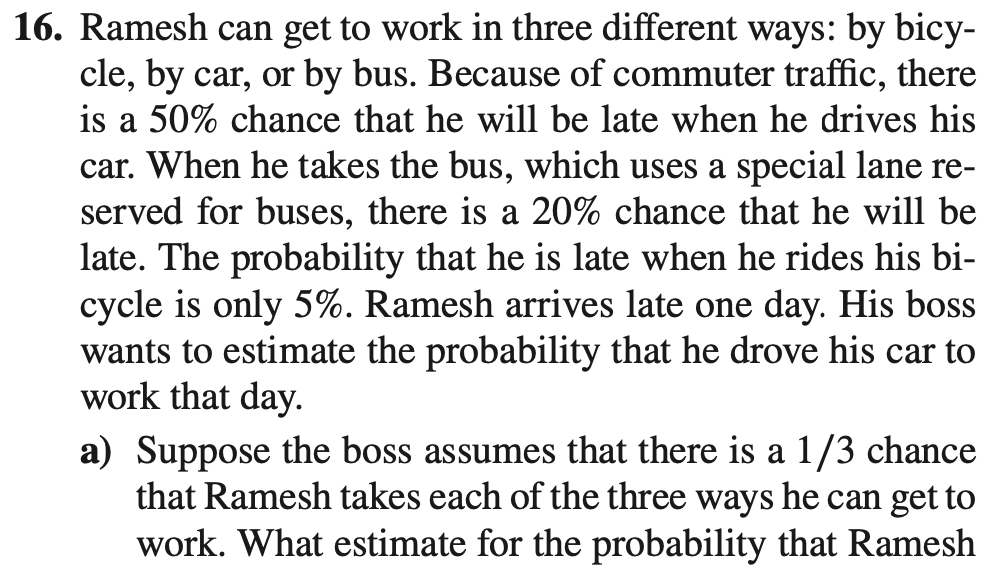 16. Ramesh can get to work in three different ways: by bicy-
cle, by car, or by bus. Because of commuter traffic, there
is a 50% chance that he will be late when he drives his
car. When he takes the bus, which uses a special lane re-
served for buses, there is a 20% chance that he will be
late. The probability that he is late when he rides his bi-
cycle is only 5%. Ramesh arrives late one day. His boss
wants to estimate the probability that he drove his car to
work that day.
a) Suppose the boss assumes that there is a 1/3 chance
that Ramesh takes each of the three ways he can get to
work. What estimate for the probability that Ramesh